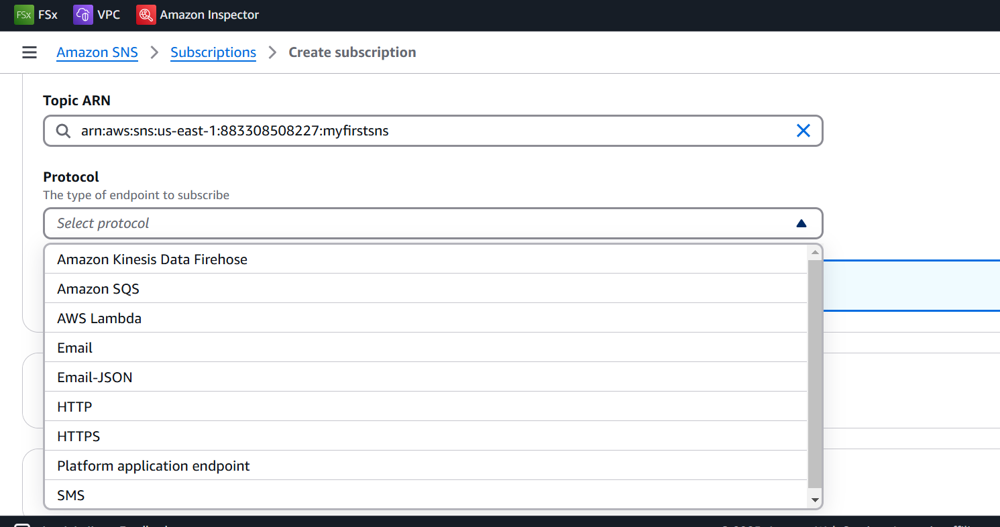 FSx FSx VPC Amazon Inspector
Amazon SNS Subscriptions Create subscription
Topic ARN
arn:aws:sns:us-east-1:883308508227:myfirstsns
Protocol
The type of endpoint to subscribe
Select protocol
Amazon Kinesis Data Firehose
Amazon SQS
AWS Lambda
Email
Email-JSON
HTTP
HTTPS
Platform application endpoint
SMS